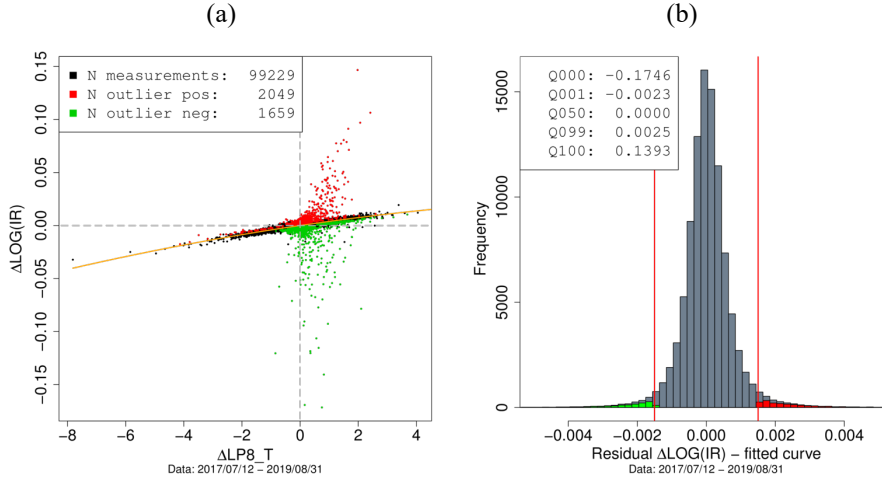 (a)
(b)
N measurements: 99229
N outlier pos: 2049
N outlier neg: 1659
0.15
0.10
0.05
0.00
−0.05
−0.10
−0.15
ΔLOG(IR)
−8 −6 −4 −2 0 2 4
ΔLP8_T
Data: 2017/07/12 − 2019/08/31
Q000: −0.1746
Q001: −0.0023
Q050: 0.0000
Q099: 0.0025
Q100: 0.1393
15000
10000
5000
0
Frequency
−0.004 −0.002 0.000 0.002 0.004
Residual ΔLOG(IR) − fitted curve
Data: 2017/07/12 − 2019/08/31